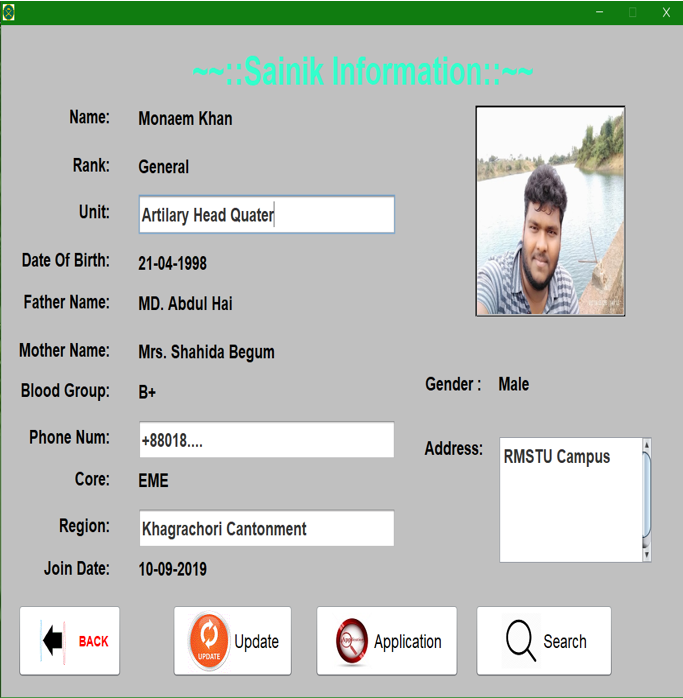 ~~::Sainik Information::~~
Name: Monaem Khan
Rank: General
Unit: Artilary Head Quater
Date Of Birth: 21-04-1998
Father Name: MD. Abdul Hai
Mother Name: Mrs. Shahida Begum
Blood Group: B+
Gender : Male
Phone Num: +88018....
Address: RMSTU Campus
Core: EME
Region: Khagrachori Cantonment
Join Date: 10-09-2019
BACK
UPDATE
Update
Application
Search